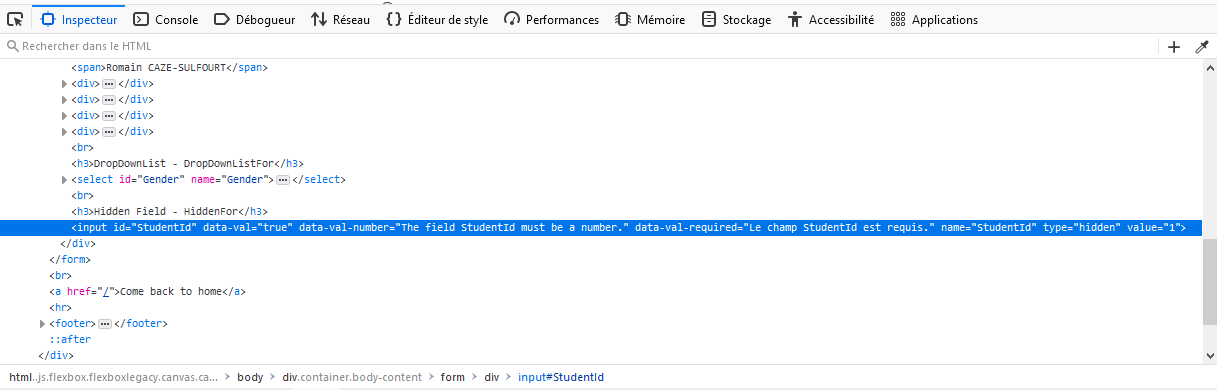 Inspecteur Console Débogueur Réseau Éditeur de style Performances Mémoire Stockage Accessibilité Applications
Rechercher dans le HTML
<span>Romain CAZE-SULFOURT</span>
<div>…</div>
<div>…</div>
<div>…</div>
<div>…</div>
<br>
<h3>DropDownList - DropDownListFor</h3>
<select id="Gender" name="Gender">…</select>
<br>
<h3>Hidden Field - HiddenFor</h3>
<input id="StudentId" data-val="true" data-val-number="The field StudentId must be a number." data-val-required="Le champ StudentId est requis." name="StudentId" type="hidden" value="1">
</div>
</form>
<br>
<a href="/">Come back to home</a>
<hr>
<footer>…</footer>
::after
</div>
html.js.flexbox.flexboxlegacy.canvas.ca… body div.container.body-content form div input#StudentId